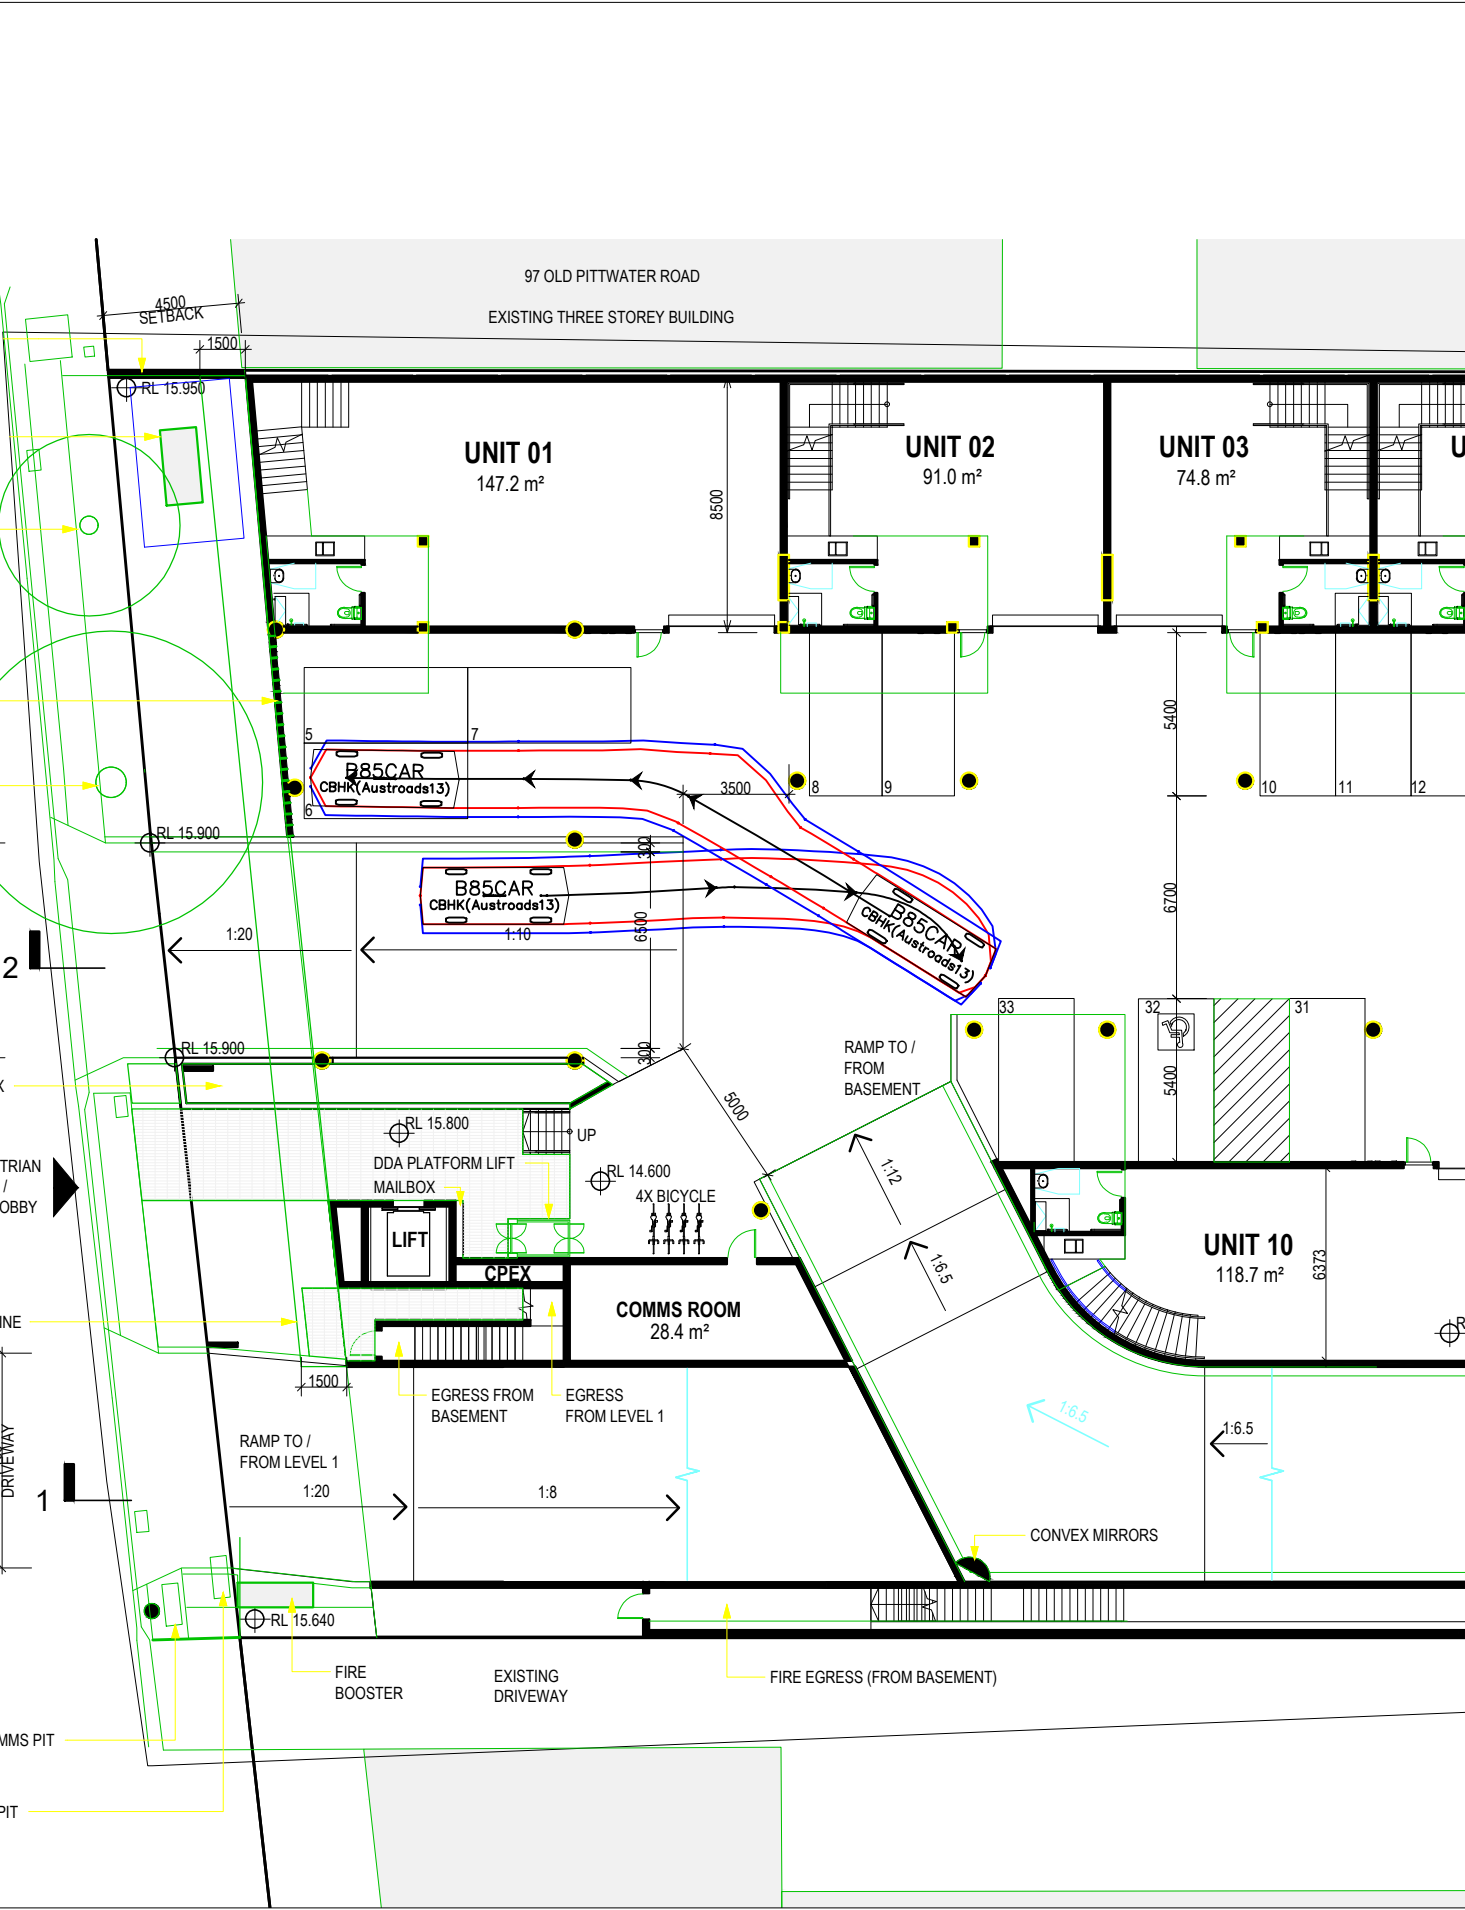 97 OLD PITTWATER ROAD
EXISTING THREE STOREY BUILDING
4500
SETBACK
1500
RL 15.950
UNIT 01
147.2 m²
UNIT 02
91.0 m²
UNIT 03
74.8 m²
U
8500
5400
5
7
B85CAR
CBHK(Austroads13)
6
3500
8
9
10
11
12
RL 15.900
300
B85CAR
CBHK(Austroads13)
6500
B85CAR
CBHK(Austroads13)
6700
1:20
1:10
2
33
32
31
RL 15.900
300
RAMP TO /
FROM
BASEMENT
5400
X
5000
RL 15.800
UP
DDA PLATFORM LIFT
MAILBOX
RL 14.600
4X BICYCLE
1:12
TRIAN
/
OBBY
LIFT
CPEX
1:6.5
UNIT 10
118.7 m²
6373
COMMS ROOM
28.4 m²
INE
R
1500
EGRESS FROM
BASEMENT
EGRESS
FROM LEVEL 1
1:6.5
1:6.5
DRIVEWAY
RAMP TO /
FROM LEVEL 1
1:20
1:8
1
CONVEX MIRRORS
RL 15.640
FIRE
BOOSTER
EXISTING
DRIVEWAY
FIRE EGRESS (FROM BASEMENT)
MMS PIT
PIT